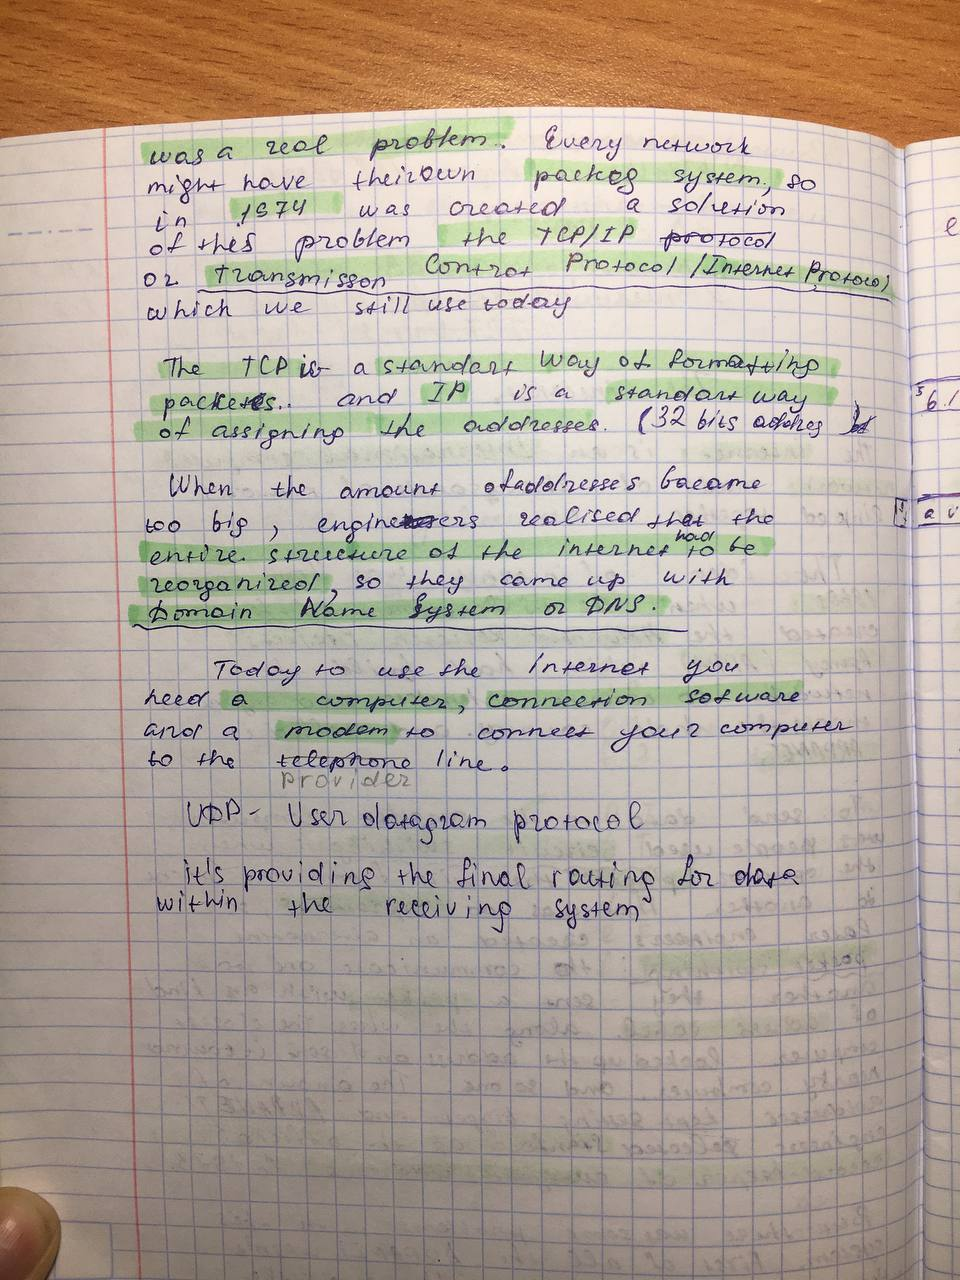 was a real problem. Every network
might have their own packeg system, so
in 1974 was created a solution
of thes problem the TCP/IP protocol
or Transmisson Control Protocol / Internet Protocol
which we still use today
The TCP is a standart way of formatting
packets.. and IP is a standart way
of assigning the addresses. (32 bits addres
When the amount of addresses became
too big, engineers realised that the
entire structure of the internet had to be
reorganized, so they came up with
Domain Name System or DNS.
Today to use the Internet you
need a computer, connection sotware
and a modem to connect your computer
to the telephone line.
provider
UDP - User datagram protocol
it's providing the final routing for data
within the receiving system